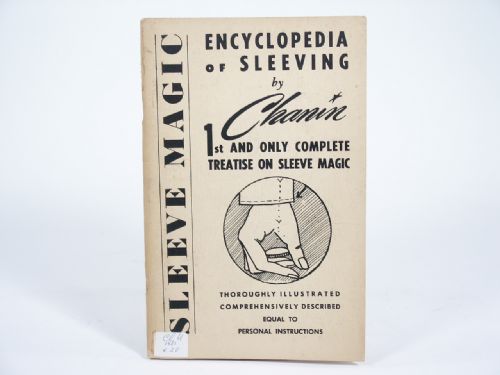 SLEEVE MAGIC
ENCYCLOPEDIA
OF SLEEVING
by
Chanin
1st AND ONLY COMPLETE
TREATISE ON SLEEVE MAGIC
THOROUGHLY ILLUSTRATED
COMPREHENSIVELY DESCRIBED
EQUAL TO
PERSONAL INSTRUCTIONS